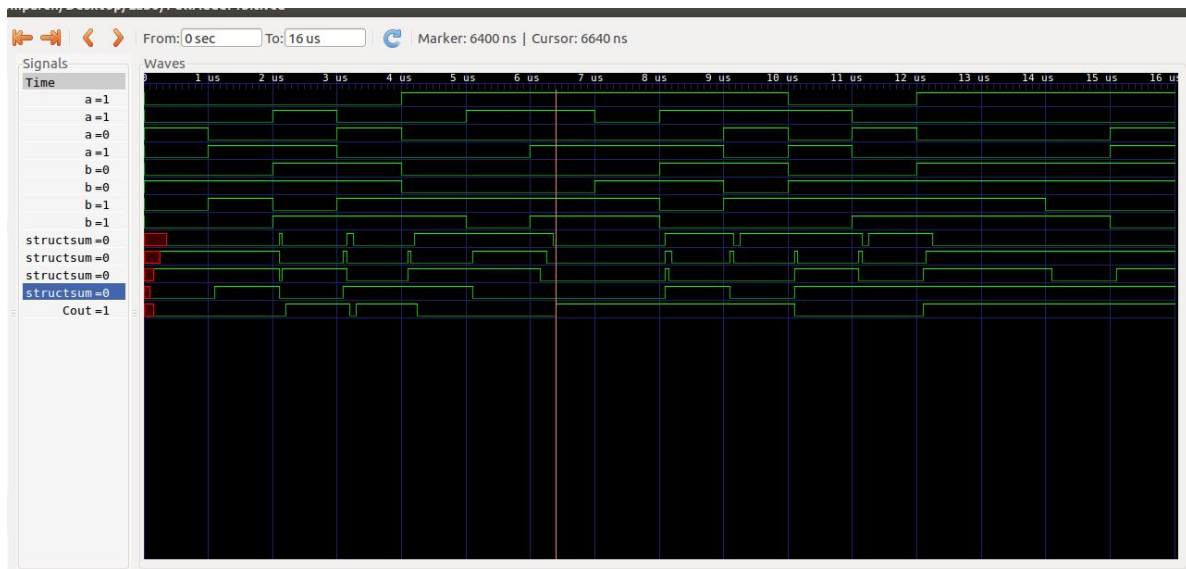 From: 0 sec To: 16 us Marker: 6400 ns | Cursor: 6640 ns
Signals Waves
Time 0 1 us 2 us 3 us 4 us 5 us 6 us 7 us 8 us 9 us 10 us 11 us 12 us 13 us 14 us 15 us 16 us
a =1
a =1
a =0
a =1
b =0
b =0
b =1
b =1
structsum =0
structsum =0
structsum =0
structsum =0
Cout =1